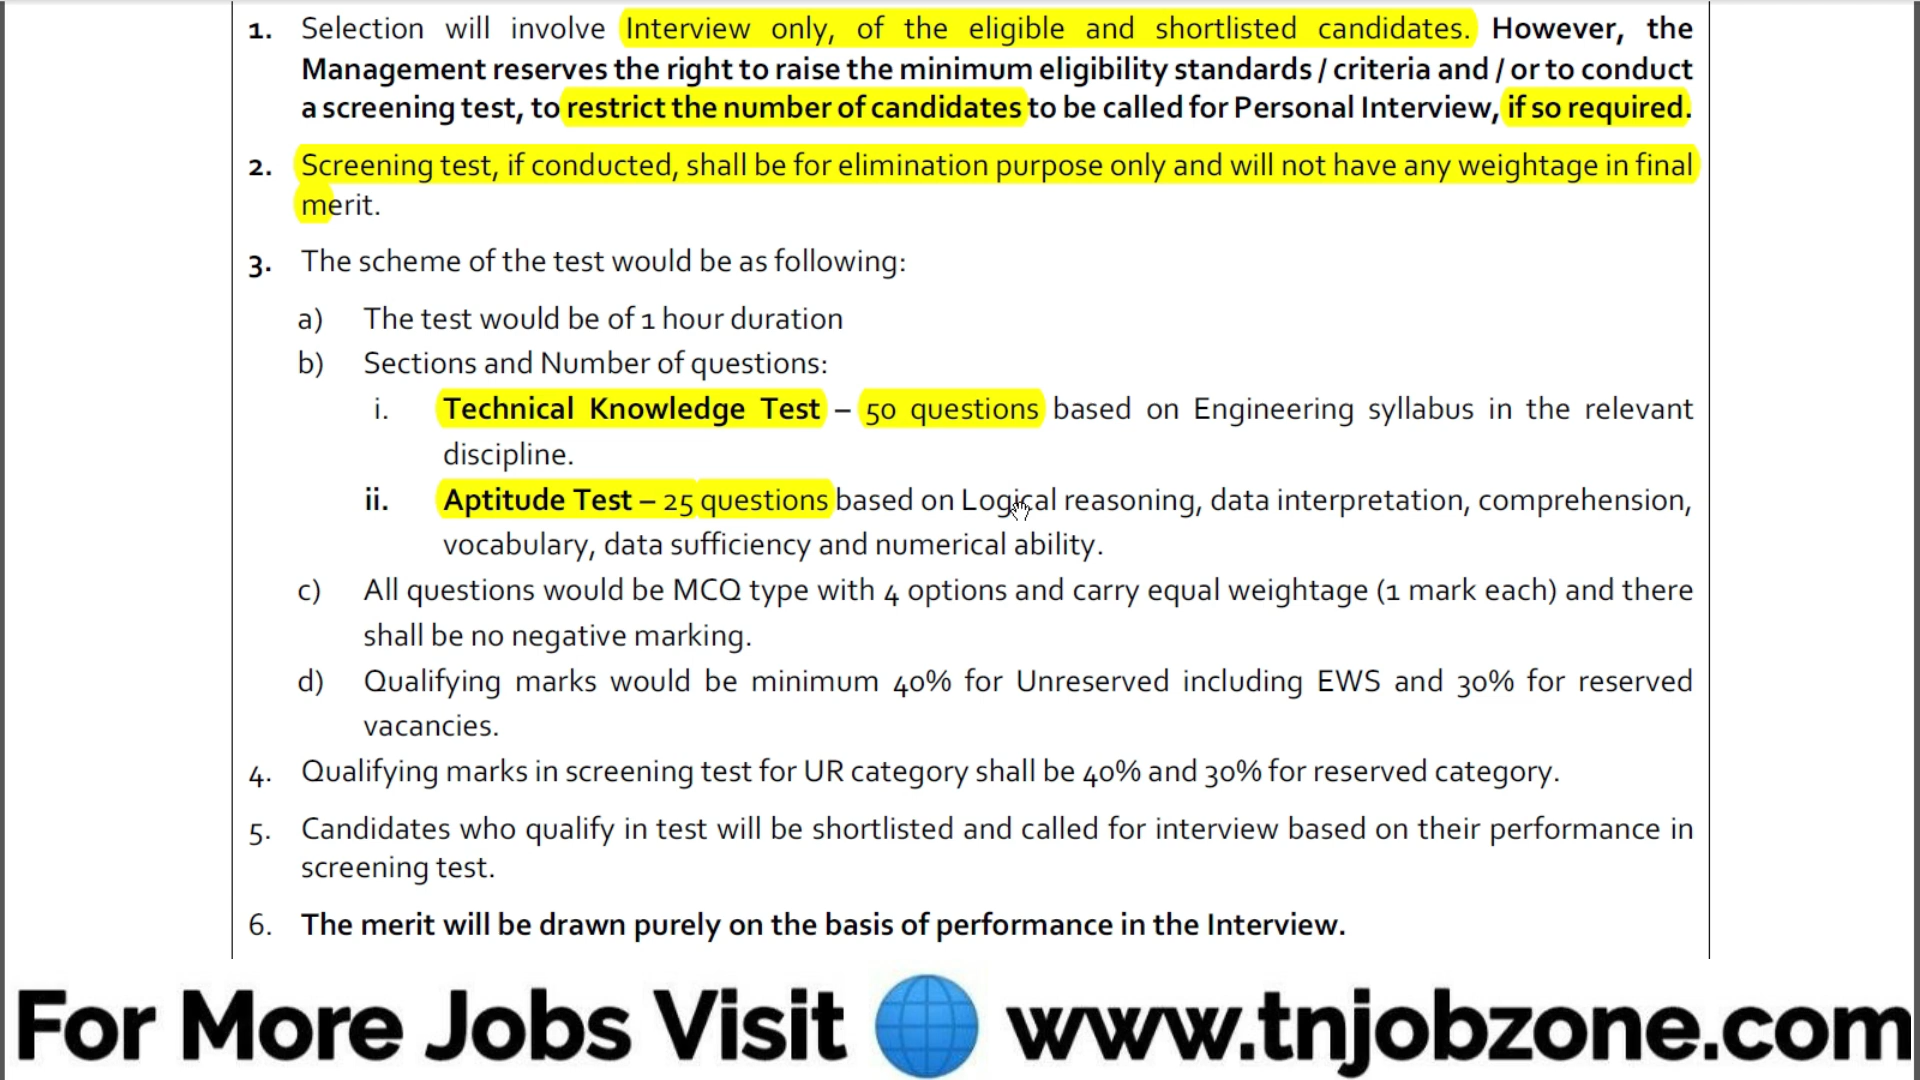 1. Selection will involve Interview only, of the eligible and shortlisted candidates. However, the
Management reserves the right to raise the minimum eligibility standards / criteria and / or to conduct
a screening test, to restrict the number of candidates to be called for Personal Interview, if so required.
2. Screening test, if conducted, shall be for elimination purpose only and will not have any weightage in final
merit.
3. The scheme of the test would be as following:
a) The test would be of 1 hour duration
b) Sections and Number of questions:
i. Technical Knowledge Test – 50 questions based on Engineering syllabus in the relevant
discipline.
ii. Aptitude Test – 25 questions based on Logical reasoning, data interpretation, comprehension,
vocabulary, data sufficiency and numerical ability.
c) All questions would be MCQ type with 4 options and carry equal weightage (1 mark each) and there
shall be no negative marking.
d) Qualifying marks would be minimum 40% for Unreserved including EWS and 30% for reserved
vacancies.
4. Qualifying marks in screening test for UR category shall be 40% and 30% for reserved category.
5. Candidates who qualify in test will be shortlisted and called for interview based on their performance in
screening test.
6. The merit will be drawn purely on the basis of performance in the Interview.
For More Jobs Visit www.tnjobzone.com